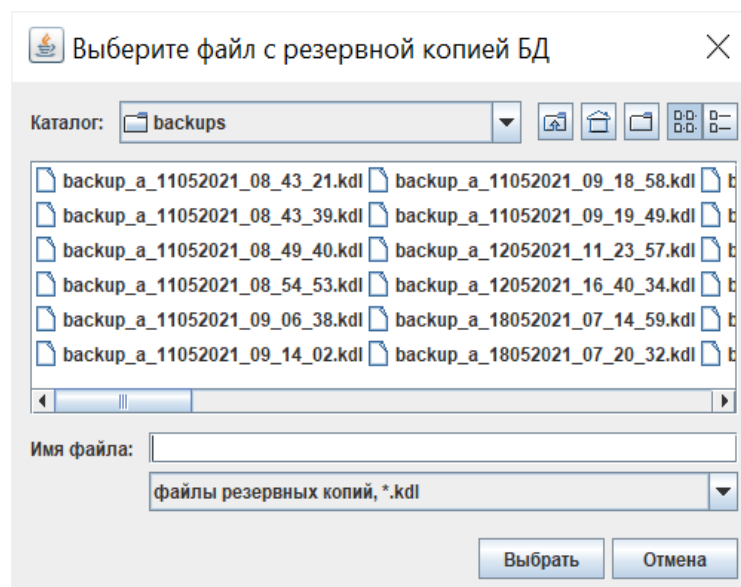 Выберите файл с резервной копией БД
Каталог: backups
backup_a_11052021_08_43_21.kdl backup_a_11052021_09_18_58.kdl b
backup_a_11052021_08_43_39.kdl backup_a_11052021_09_19_49.kdl b
backup_a_11052021_08_49_40.kdl backup_a_12052021_11_23_57.kdl b
backup_a_11052021_08_54_53.kdl backup_a_12052021_16_40_34.kdl b
backup_a_11052021_09_06_38.kdl backup_a_18052021_07_14_59.kdl b
backup_a_11052021_09_14_02.kdl backup_a_18052021_07_20_32.kdl b
Имя файла:
файлы резервных копий, *.kdl
Выбрать Отмена